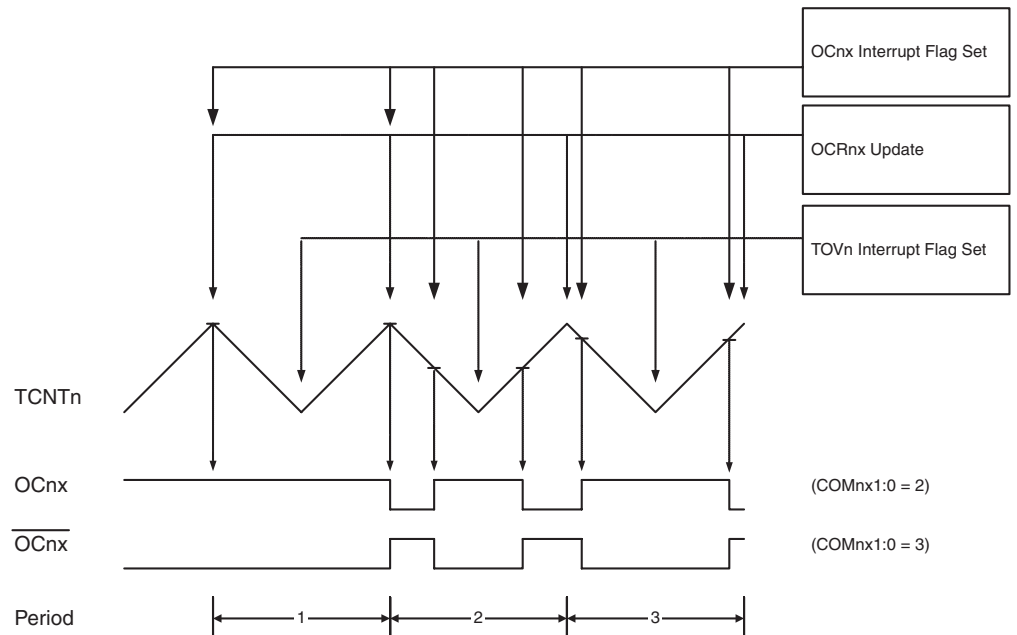 OCnx Interrupt Flag Set
OCRnx Update
TOVn Interrupt Flag Set
TCNTn
OCnx
(COMnx1:0 = 2)
OCnx
(COMnx1:0 = 3)
Period
1
2
3